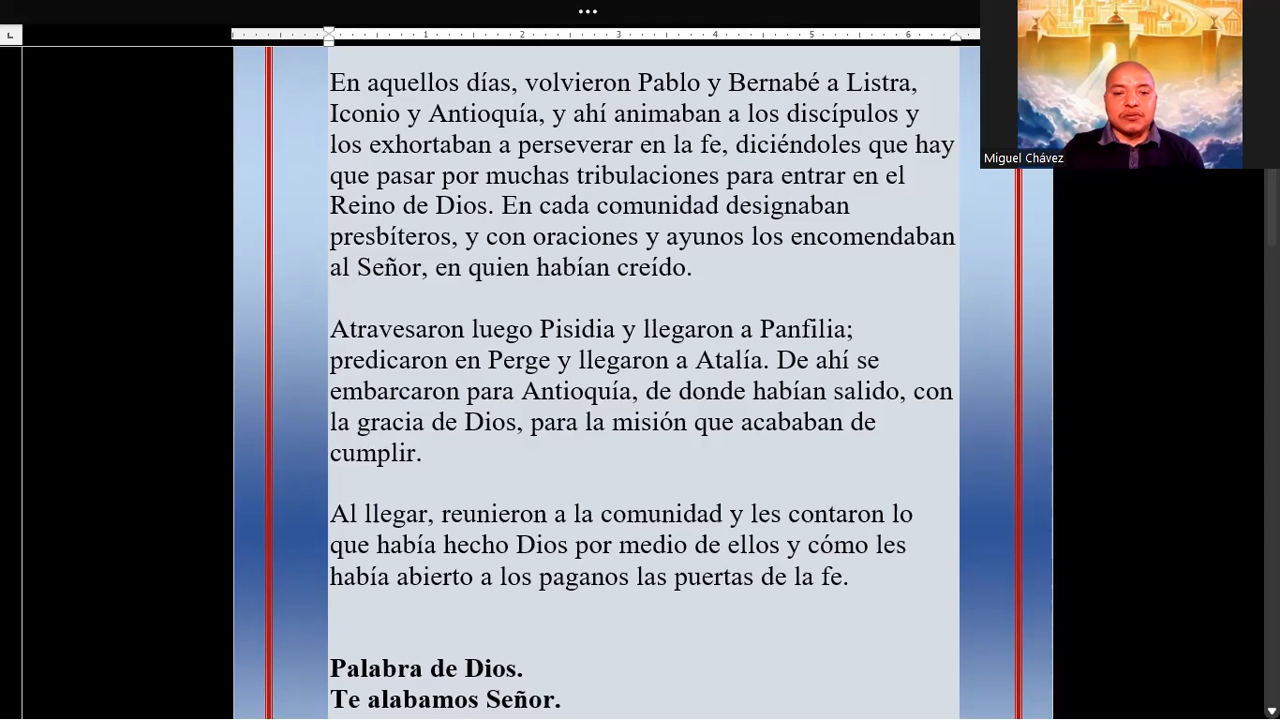 1 2 3 4 5 6
En aquellos días, volvieron Pablo y Bernabé a Listra,
Iconio y Antioquía, y ahí animaban a los discípulos y
los exhortaban a perseverar en la fe, diciéndoles que hay
que pasar por muchas tribulaciones para entrar en el
Reino de Dios. En cada comunidad designaban
presbíteros, y con oraciones y ayunos los encomendaban
al Señor, en quien habían creído.
Atravesaron luego Pisidia y llegaron a Panfilia;
predicaron en Perge y llegaron a Atalía. De ahí se
embarcaron para Antioquía, de donde habían salido, con
la gracia de Dios, para la misión que acababan de
cumplir.
Al llegar, reunieron a la comunidad y les contaron lo
que había hecho Dios por medio de ellos y cómo les
había abierto a los paganos las puertas de la fe.
Palabra de Dios.
Te alabamos Señor.
Miguel Chávez